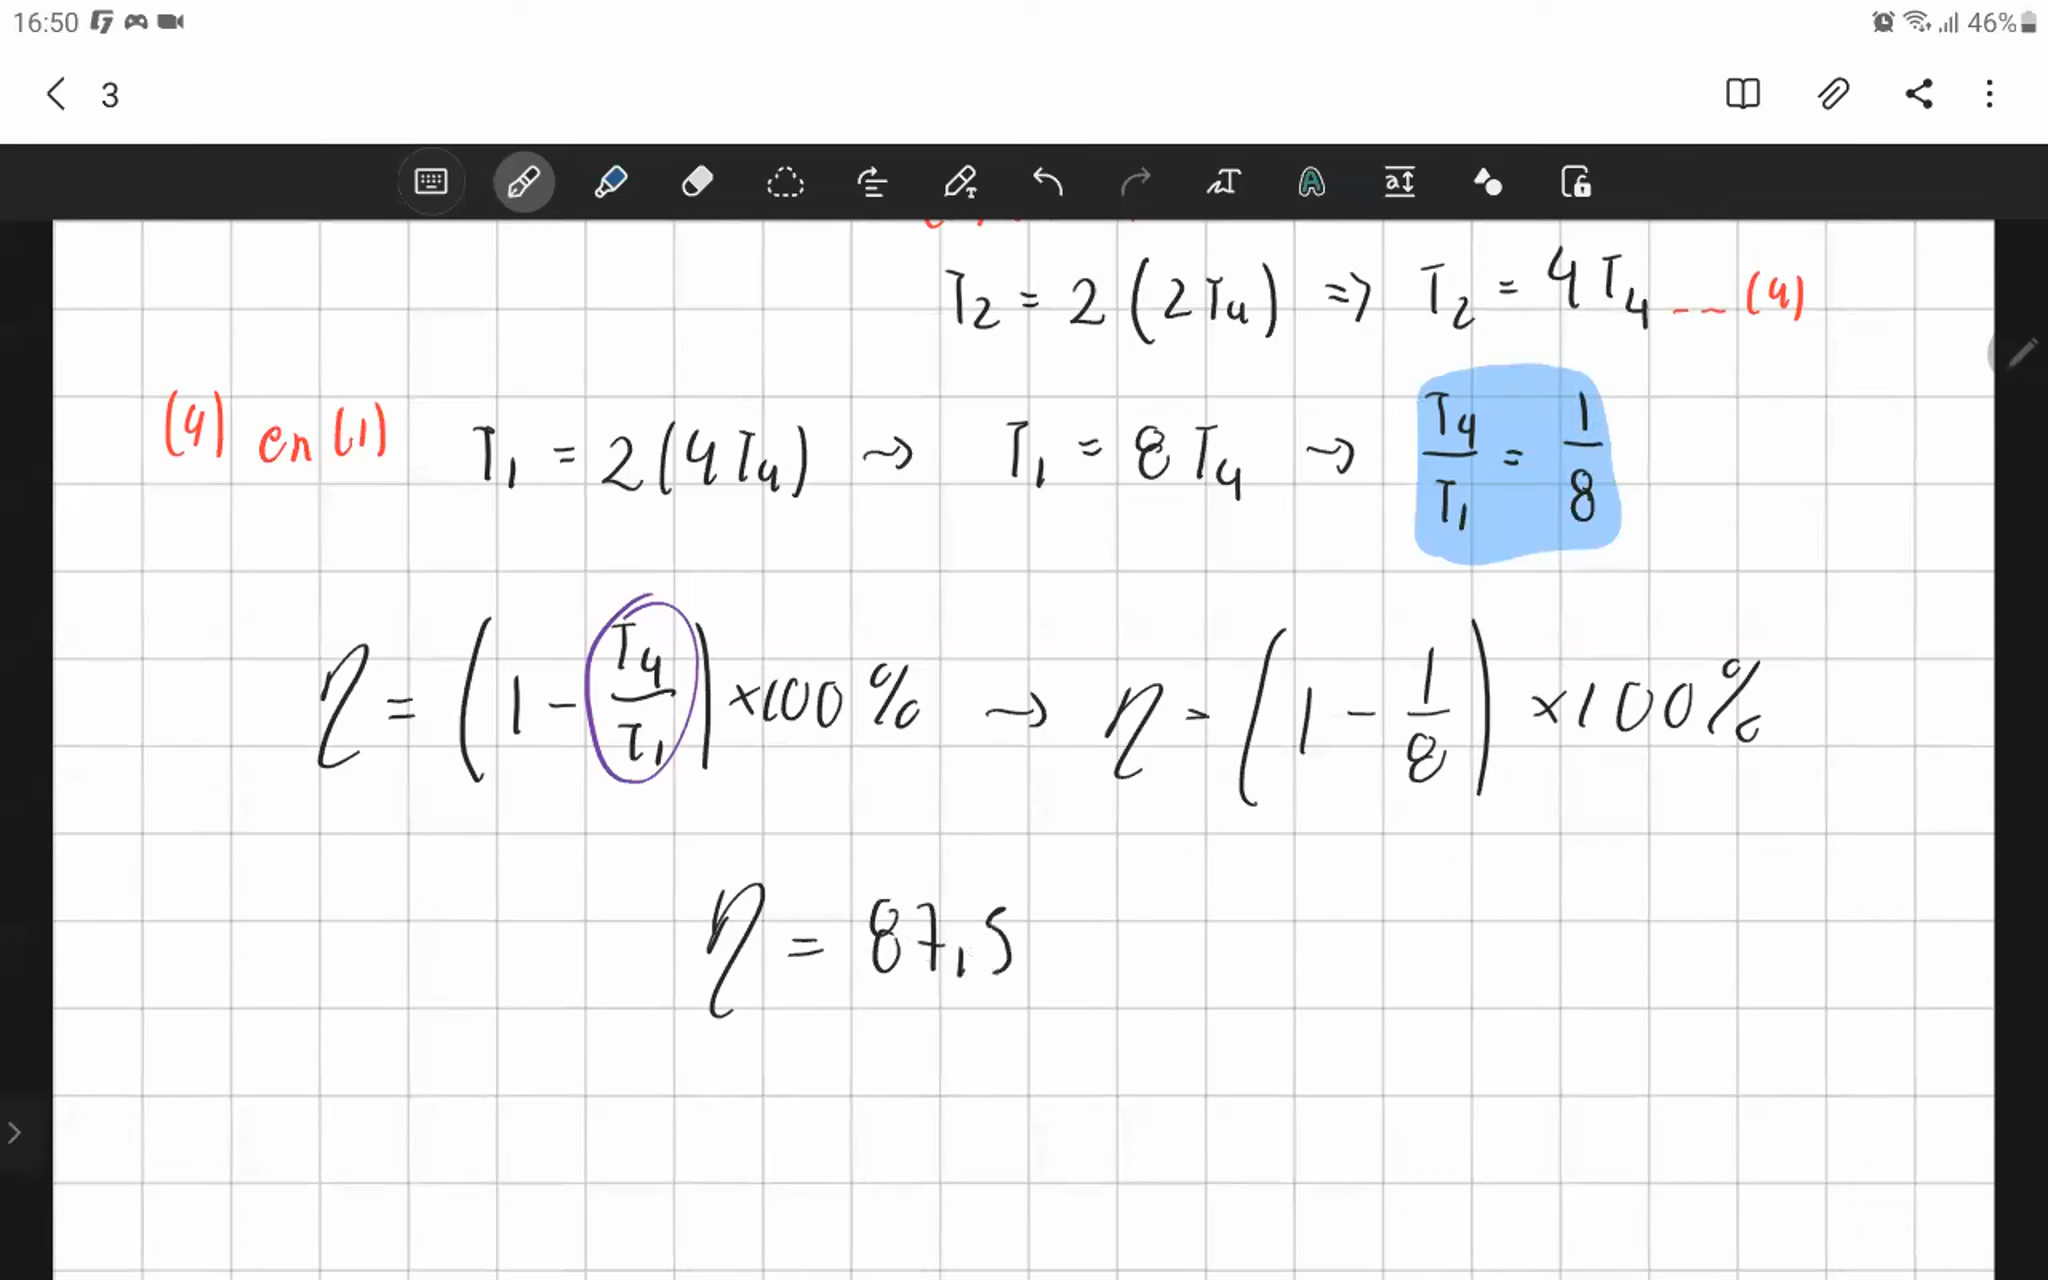 16:50 46%
3
T₂ = 2 (2T₄) => T₂ = 4T₄ --- (4)
(4) en (1) T₁ = 2(4T₄) → T₁ = 8T₄ → T₄/T₁ = 1/8
η = (1 - T₄/T₁) ×100% → η = (1 - 1/8) ×100%
η = 87,5